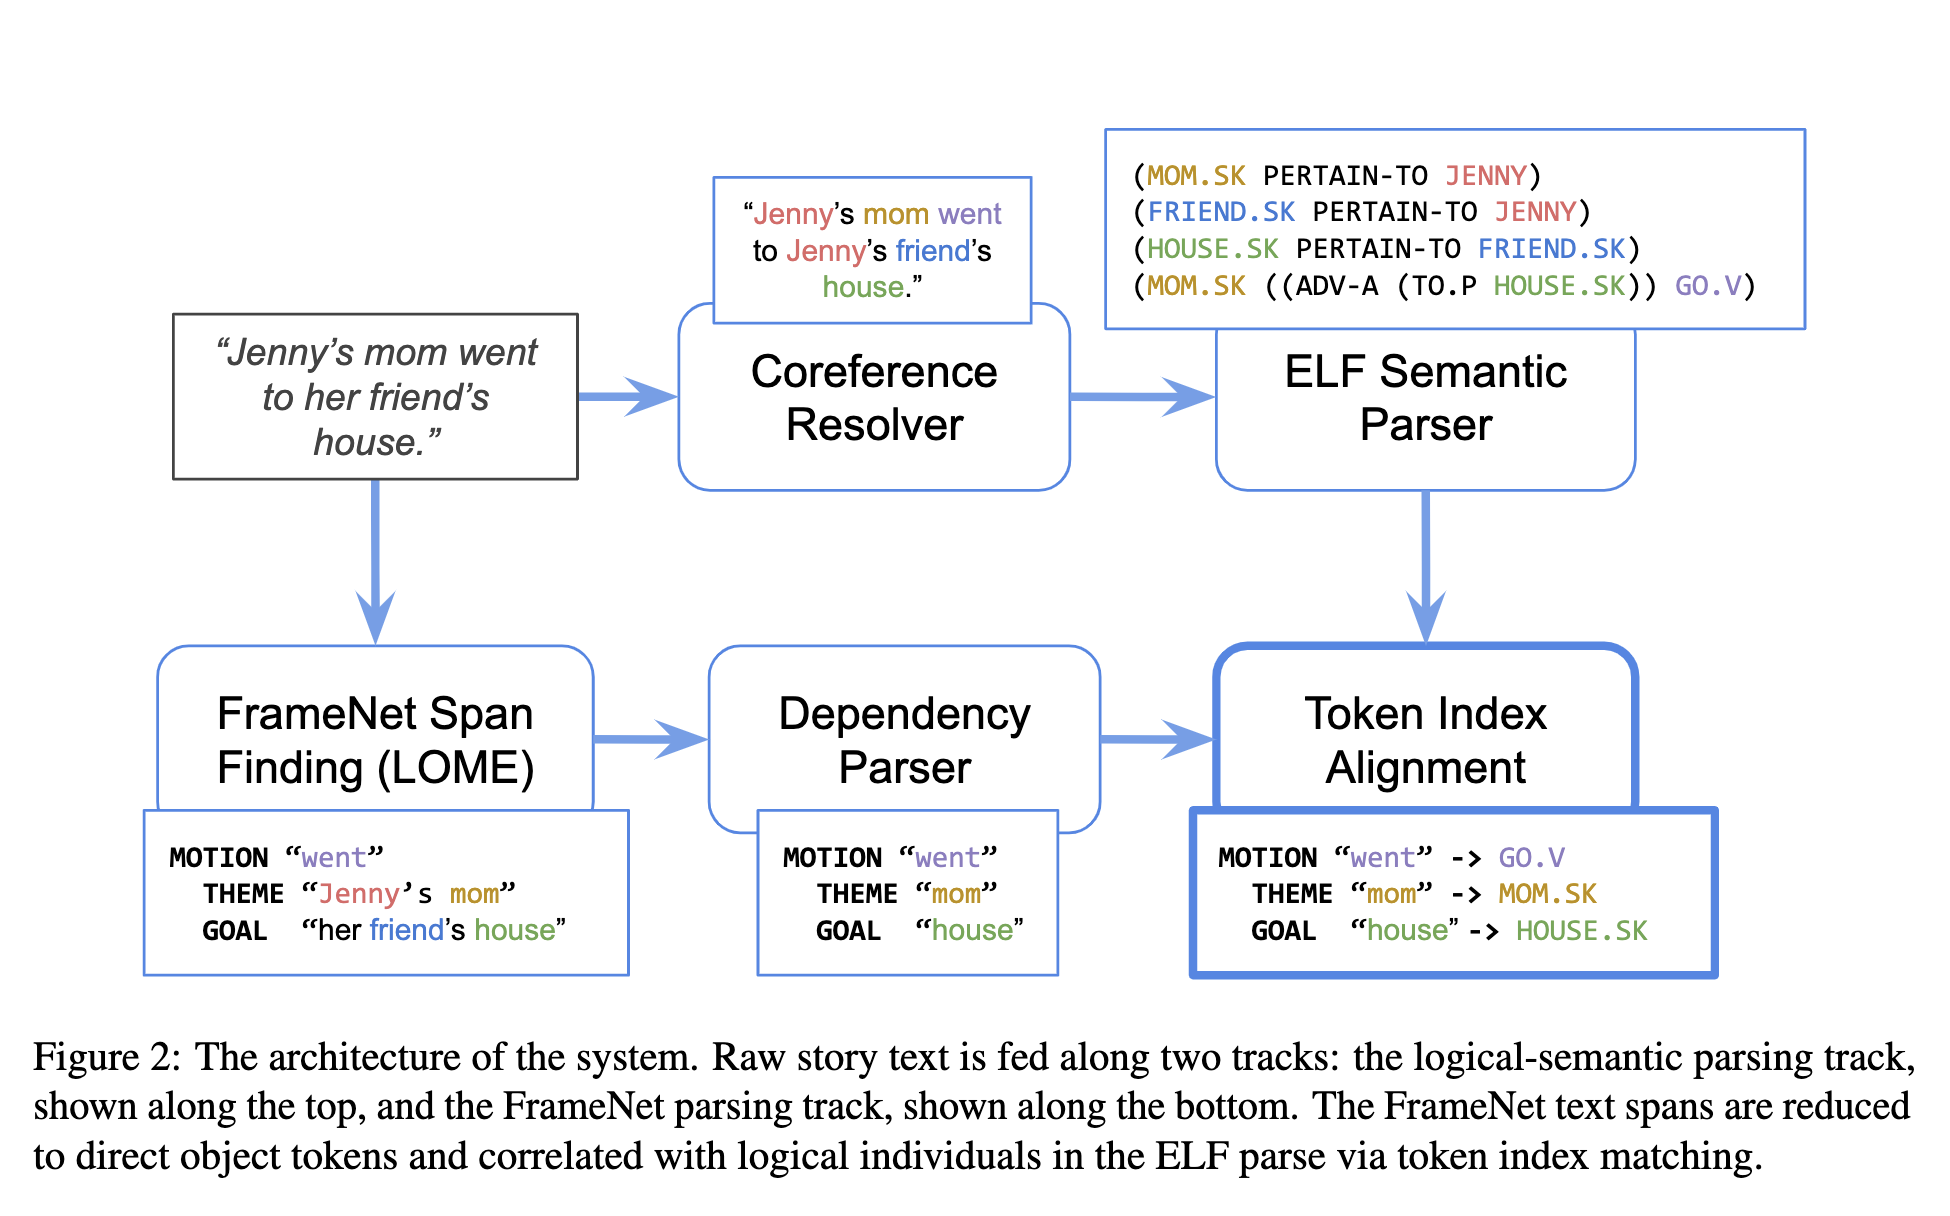 (MOM.SK PERTAIN-TO JENNY)
(FRIEND.SK PERTAIN-TO JENNY)
(HOUSE.SK PERTAIN-TO FRIEND.SK)
(MOM.SK ((ADV-A (TO.P HOUSE.SK)) GO.V)
“Jenny’s mom went
to Jenny’s friend’s
house.”
“Jenny’s mom went
to her friend’s
house.”
Coreference
Resolver
ELF Semantic
Parser
FrameNet Span
Finding (LOME)
Dependency
Parser
Token Index
Alignment
MOTION “went”
THEME “Jenny’s mom”
GOAL “her friend’s house”
MOTION “went”
THEME “mom”
GOAL “house”
MOTION “went” -> GO.V
THEME “mom” -> MOM.SK
GOAL “house” -> HOUSE.SK
Figure 2: The architecture of the system. Raw story text is fed along two tracks: the logical-semantic parsing track,
shown along the top, and the FrameNet parsing track, shown along the bottom. The FrameNet text spans are reduced
to direct object tokens and correlated with logical individuals in the ELF parse via token index matching.